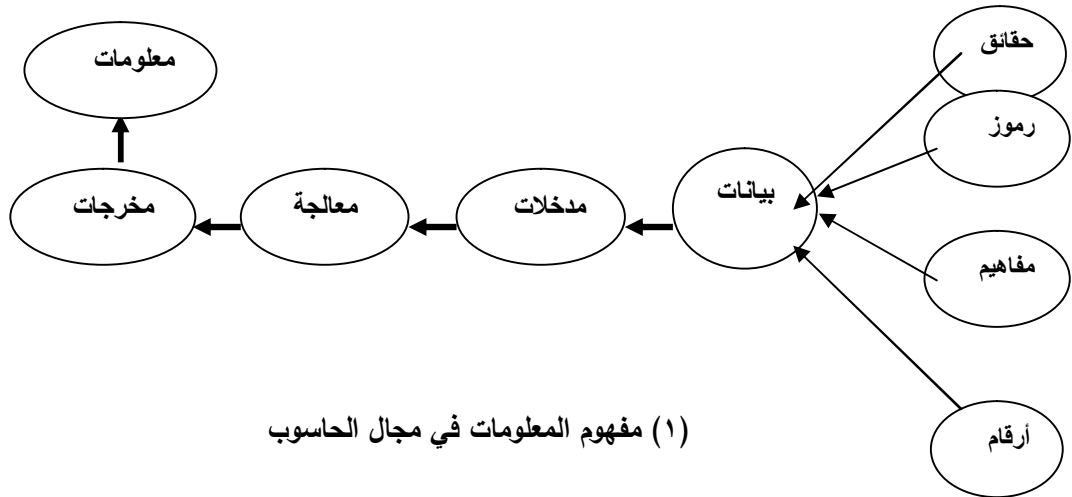 حقائق
رموز
مفاهيم
أرقام
بيانات
مدخلات
معالجة
مخرجات
معلومات
(١) مفهوم المعلومات في مجال الحاسوب